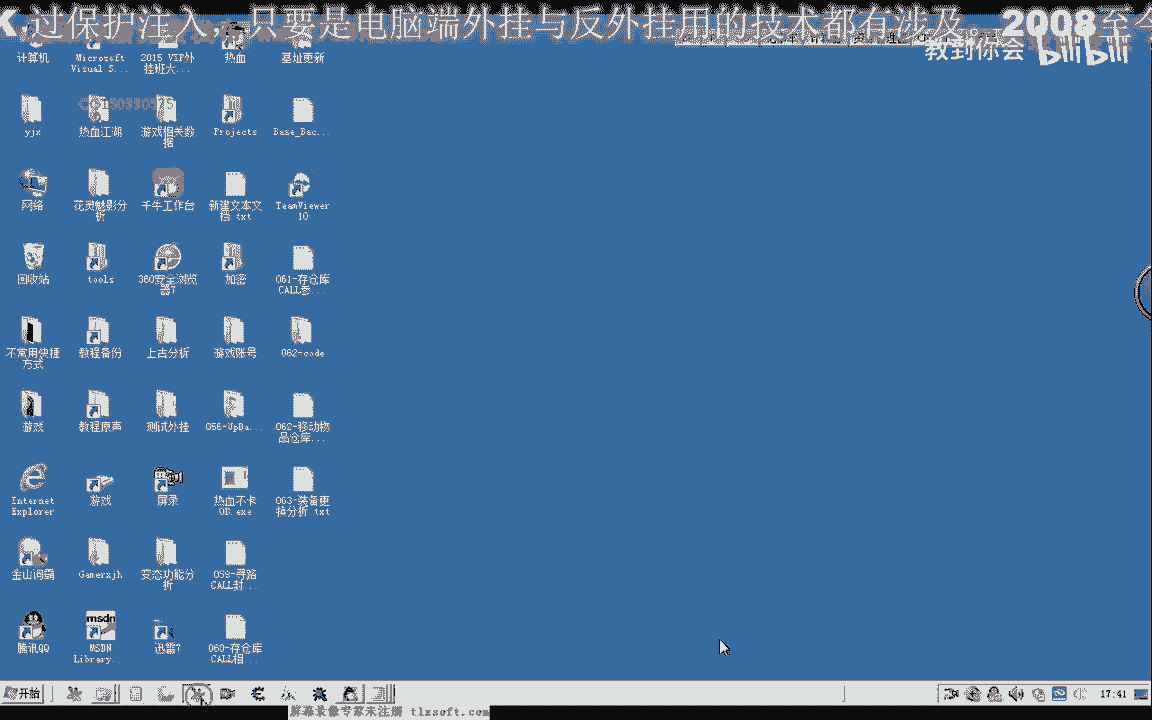 过保护注入，只要是电脑端外挂与反外挂用的技术都有涉及。2008至今
教到你会 bilibili
计算机
Microsoft
Visual S...
2015 VIP外
挂班大...
热血
基址更新
yjx
热血江湖
游戏相关数
据
Projects
Base_Bac...
网络
花灵魅影分
析
千牛工作台
新建文本文
档.txt
TeamViewer
10
回收站
tools
360安全浏览
器7
加密
061-存仓库
CALL参...
不常用快捷
方式
教程备份
上古分析
游戏账号
062-code
游戏
教程原声
测试外挂
056-UpDa...
062-移动物
品仓库...
Internet
Explorer
游戏
屏录
热血不卡
OD.exe
063-装备更
换分析.txt
金山词霸
Gamerxjh
变态功能分
析
059-寻路
CALL封...
腾讯QQ
msdn
MSDN
Library...
迅雷7
060-存仓库
CALL相...
开始
17:41
屏幕录像专家未注册 tlxsoft.com